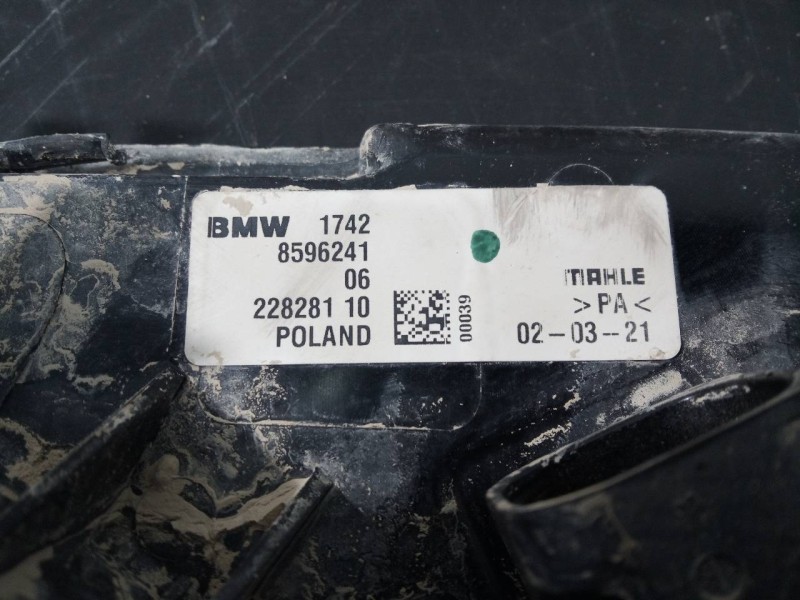 BMW 1742
8596241
06
228281 10
POLAND
00039
MAHLE
>PA<
02-03-21